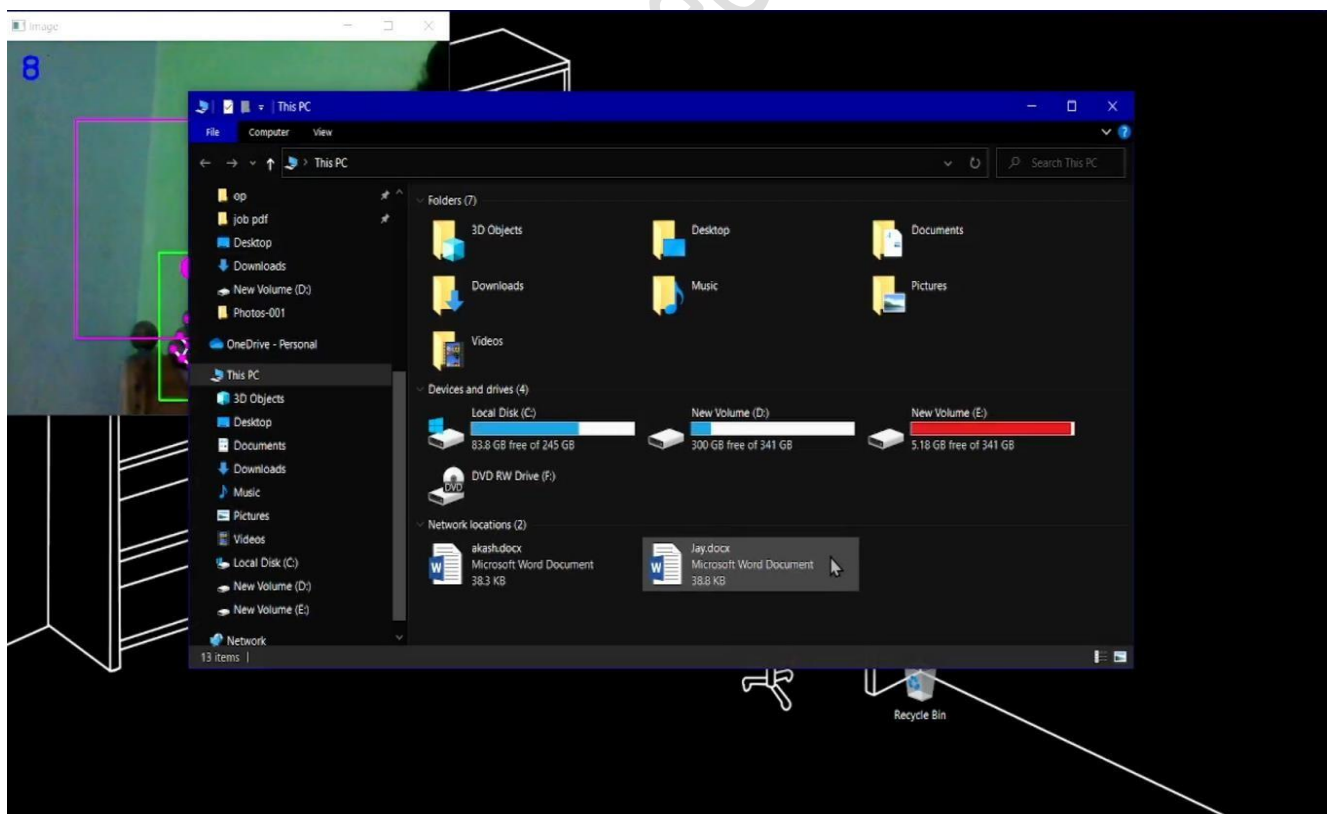 Image
8
This PC
File Computer View
This PC
Search This PC
op
job pdf
Desktop
Downloads
New Volume (D:)
Photos-001
OneDrive - Personal
This PC
3D Objects
Desktop
Documents
Downloads
Music
Pictures
Videos
Local Disk (C:)
New Volume (D:)
New Volume (E:)
Network
Folders (7)
3D Objects
Desktop
Documents
Downloads
Music
Pictures
Videos
Devices and drives (4)
Local Disk (C:)
83.8 GB free of 245 GB
New Volume (D:)
300 GB free of 341 GB
New Volume (E:)
5.18 GB free of 341 GB
DVD RW Drive (F:)
DVD
Network locations (2)
akash.docx
Microsoft Word Document
38.3 KB
Jay.docx
Microsoft Word Document
38.8 KB
13 items
Recycle Bin